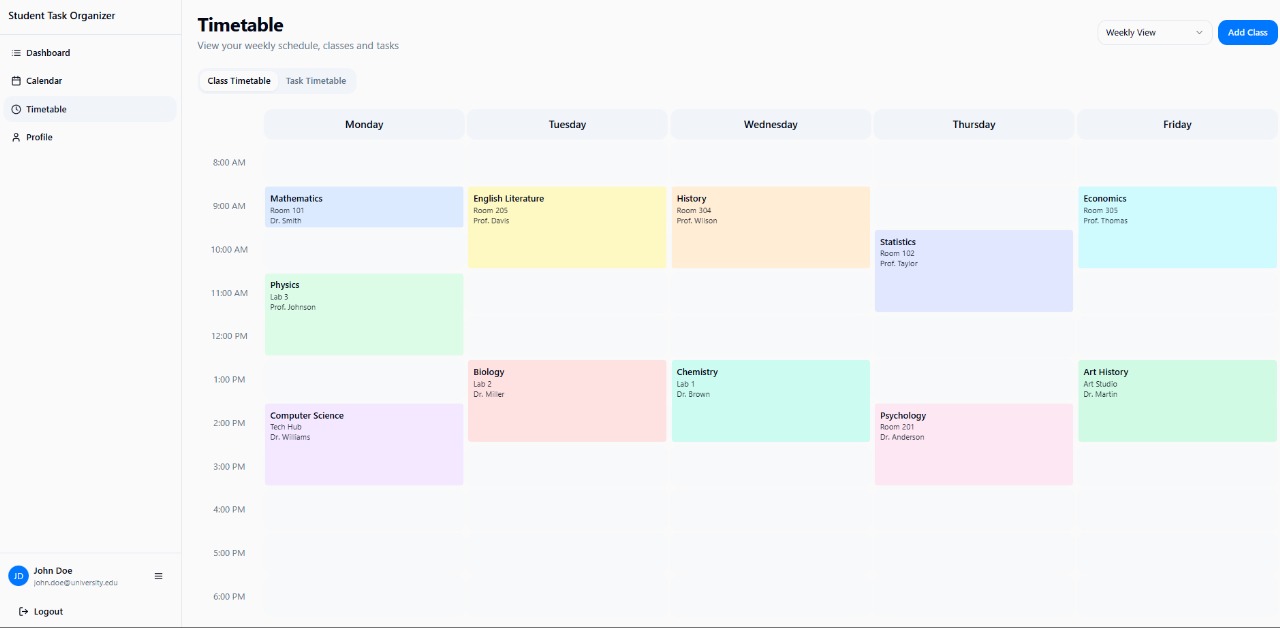 Student Task Organizer
Dashboard
Calendar
Timetable
Profile
JD
John Doe
john.doe@university.edu
Logout
Timetable
View your weekly schedule, classes and tasks
Weekly View
Add Class
Class Timetable
Task Timetable
Monday
Tuesday
Wednesday
Thursday
Friday
8:00 AM
9:00 AM
10:00 AM
11:00 AM
12:00 PM
1:00 PM
2:00 PM
3:00 PM
4:00 PM
5:00 PM
6:00 PM
Mathematics
Room 101
Dr. Smith
Physics
Lab 3
Prof. Johnson
Computer Science
Tech Hub
Dr. Williams
English Literature
Room 205
Prof. Davis
Biology
Lab 2
Dr. Miller
History
Room 304
Prof. Wilson
Chemistry
Lab 1
Dr. Brown
Statistics
Room 102
Prof. Taylor
Psychology
Room 201
Dr. Anderson
Economics
Room 305
Prof. Thomas
Art History
Art Studio
Dr. Martin